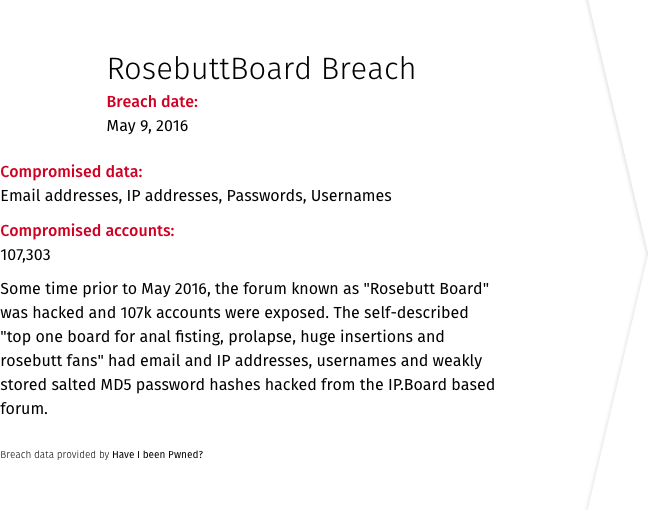 RosebuttBoard Breach
Breach date:
May 9, 2016
Compromised data:
Email addresses, IP addresses, Passwords, Usernames
Compromised accounts:
107,303
Some time prior to May 2016, the forum known as "Rosebutt Board"
was hacked and 107k accounts were exposed. The self-described
"top one board for anal fisting, prolapse, huge insertions and
rosebutt fans" had email and IP addresses, usernames and weakly
stored salted MD5 password hashes hacked from the IP.Board based
forum.
Breach data provided by Have I been Pwned?